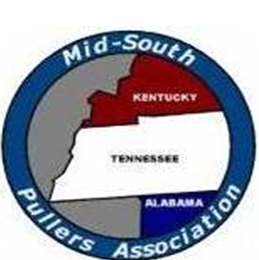 Mid-South
KENTUCKY
TENNESSEE
ALABAMA
Pullers Association